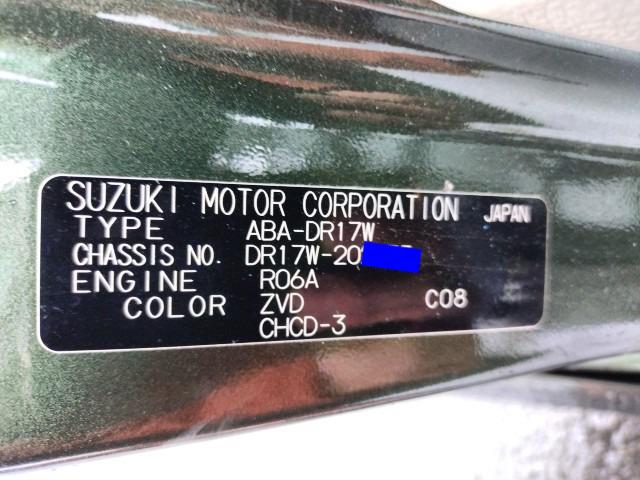 SUZUKI MOTOR CORPORATION JAPAN
TYPE ABA-DR17W
CHASSIS NO. DR17W-20
ENGINE R06A
COLOR ZVD C08
CHCD-3